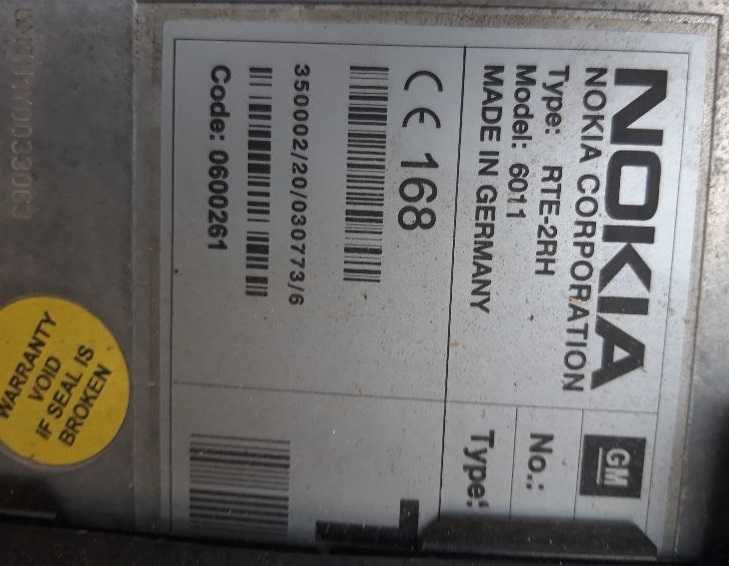 NOKIA
NOKIA CORPORATION
Type: RTE-2RH
Model: 6011
MADE IN GERMANY
CE 168
350002/20/030773/6
Code: 0600261
GM
No.:
Type:
WARRANTY
VOID
IF SEAL IS
BROKEN